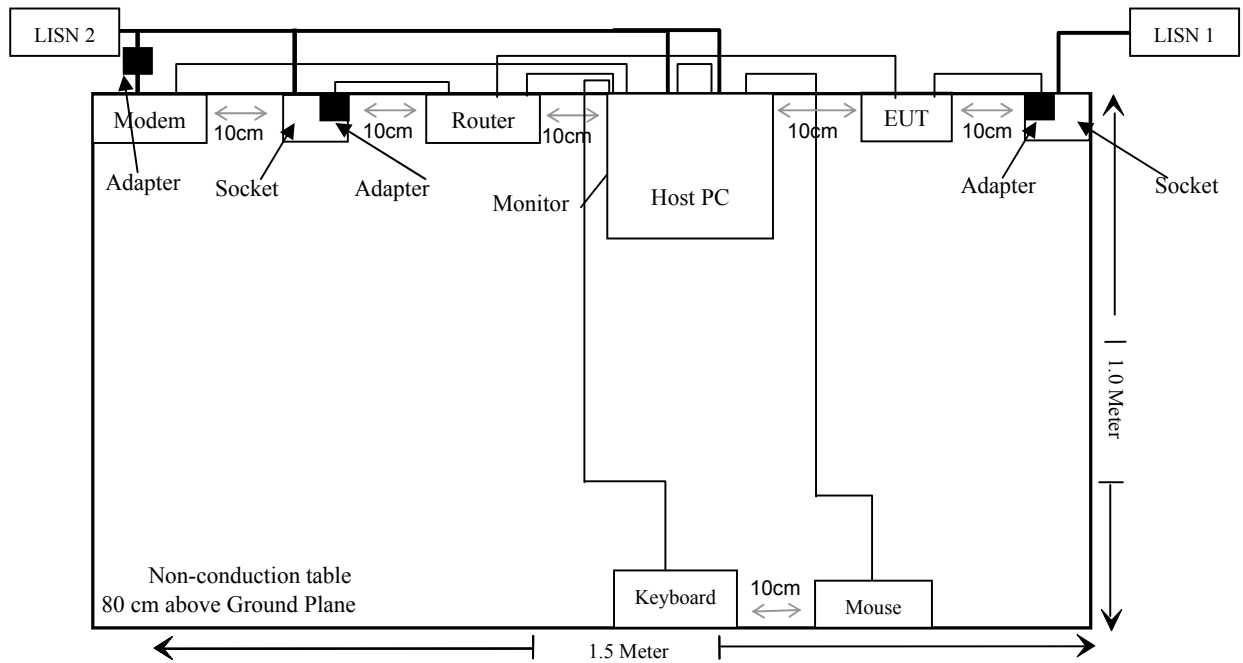 LISN 2
LISN 1
Modem
10cm
10cm
Router
10cm
10cm
EUT
10cm
Adapter
Socket
Adapter
Monitor
Host PC
Adapter
Socket
1.0 Meter
Non-conduction table
80 cm above Ground Plane
Keyboard
10cm
Mouse
1.5 Meter